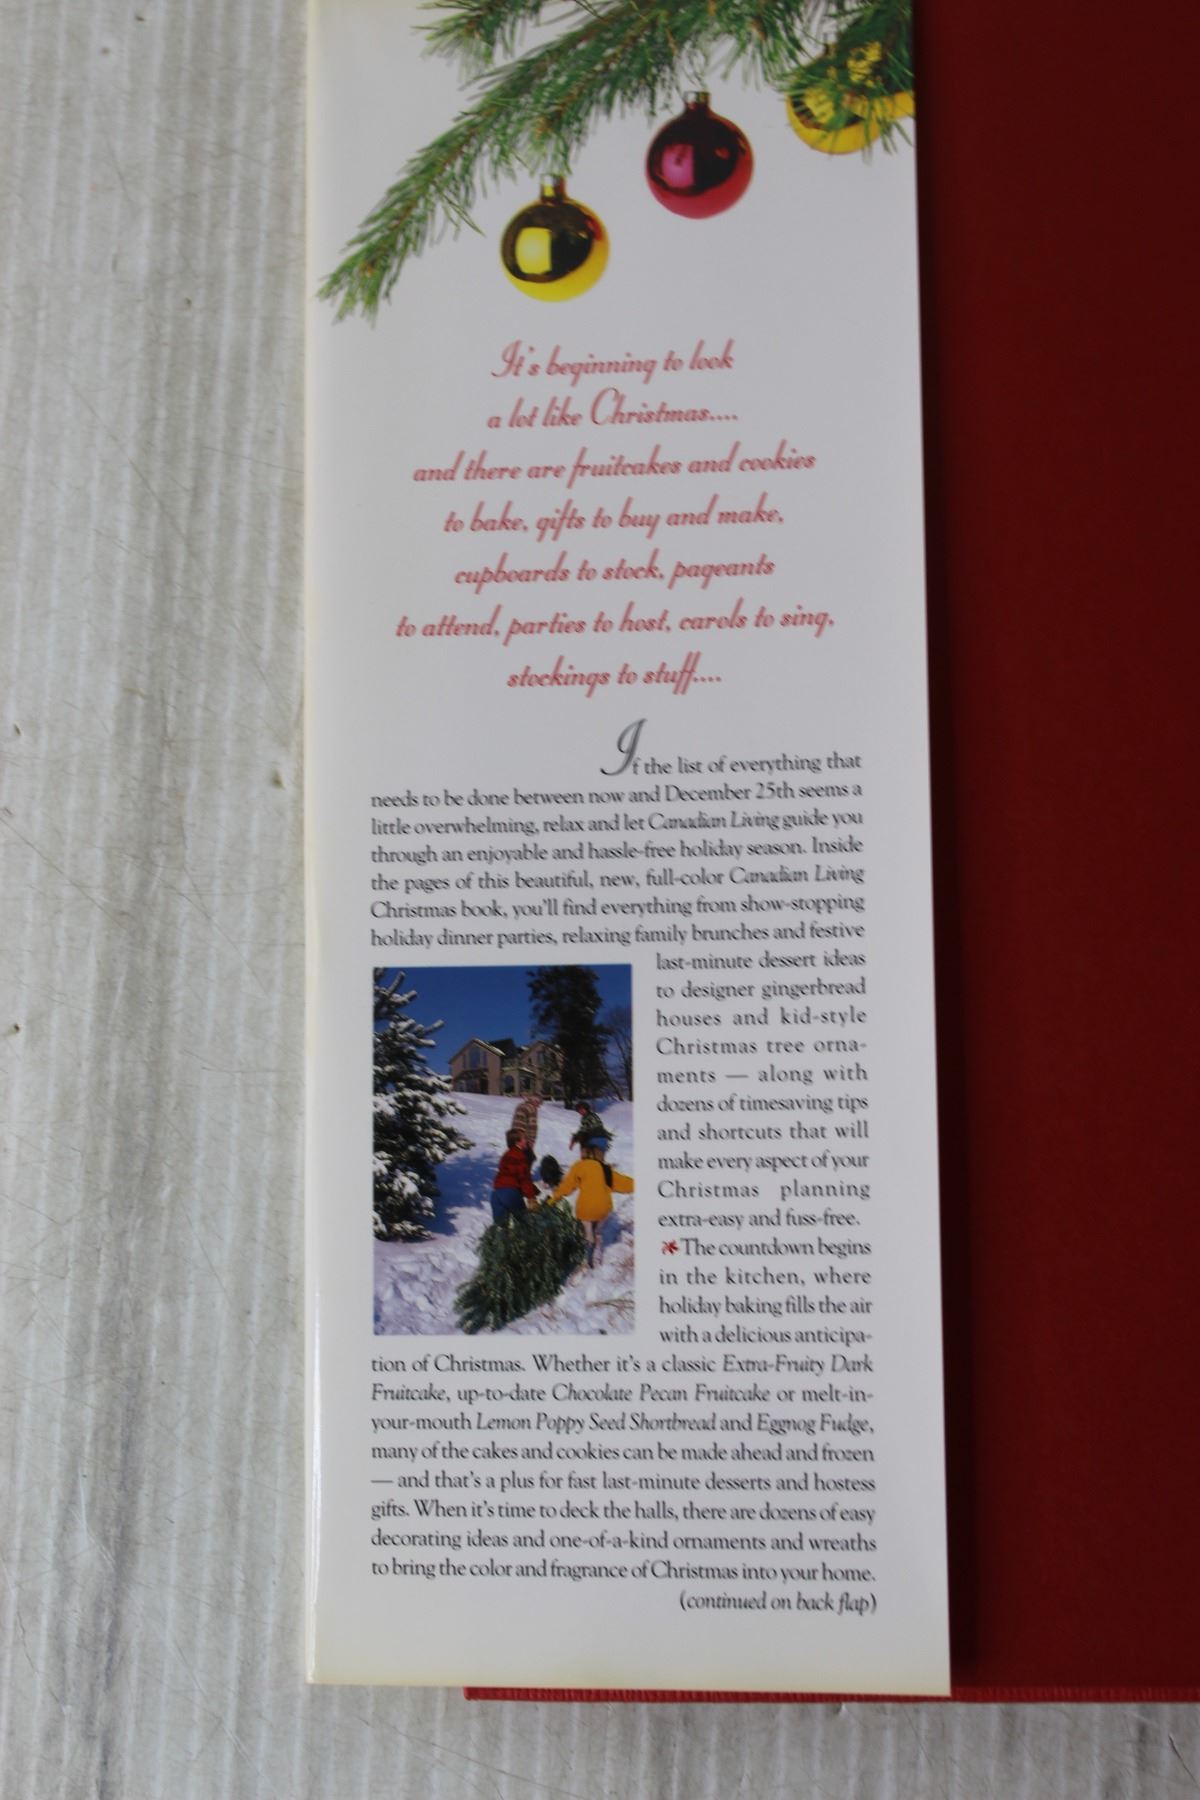 It's beginning to look
a lot like Christmas....
and there are fruitcakes and cookies
to bake, gifts to buy and make,
cupboards to stock, pageants
to attend, parties to host, carols to sing,
stockings to stuff....
If the list of everything that
needs to be done between now and December 25th seems a
little overwhelming, relax and let Canadian Living guide you
through an enjoyable and hassle-free holiday season. Inside
the pages of this beautiful, new, full-color Canadian Living
Christmas book, you'll find everything from show-stopping
holiday dinner parties, relaxing family brunches and festive
last-minute dessert ideas
to designer gingerbread
houses and kid-style
Christmas tree orna-
ments — along with
dozens of timesaving tips
and shortcuts that will
make every aspect of your
Christmas planning
extra-easy and fuss-free.
The countdown begins
in the kitchen, where
holiday baking fills the air
with a delicious anticipa-
tion of Christmas. Whether it's a classic Extra-Fruity Dark
Fruitcake, up-to-date Chocolate Pecan Fruitcake or melt-in-
your-mouth Lemon Poppy Seed Shortbread and Eggnog Fudge,
many of the cakes and cookies can be made ahead and frozen
— and that's a plus for fast last-minute desserts and hostess
gifts. When it's time to deck the halls, there are dozens of easy
decorating ideas and one-of-a-kind ornaments and wreaths
to bring the color and fragrance of Christmas into your home.
(continued on back flap)